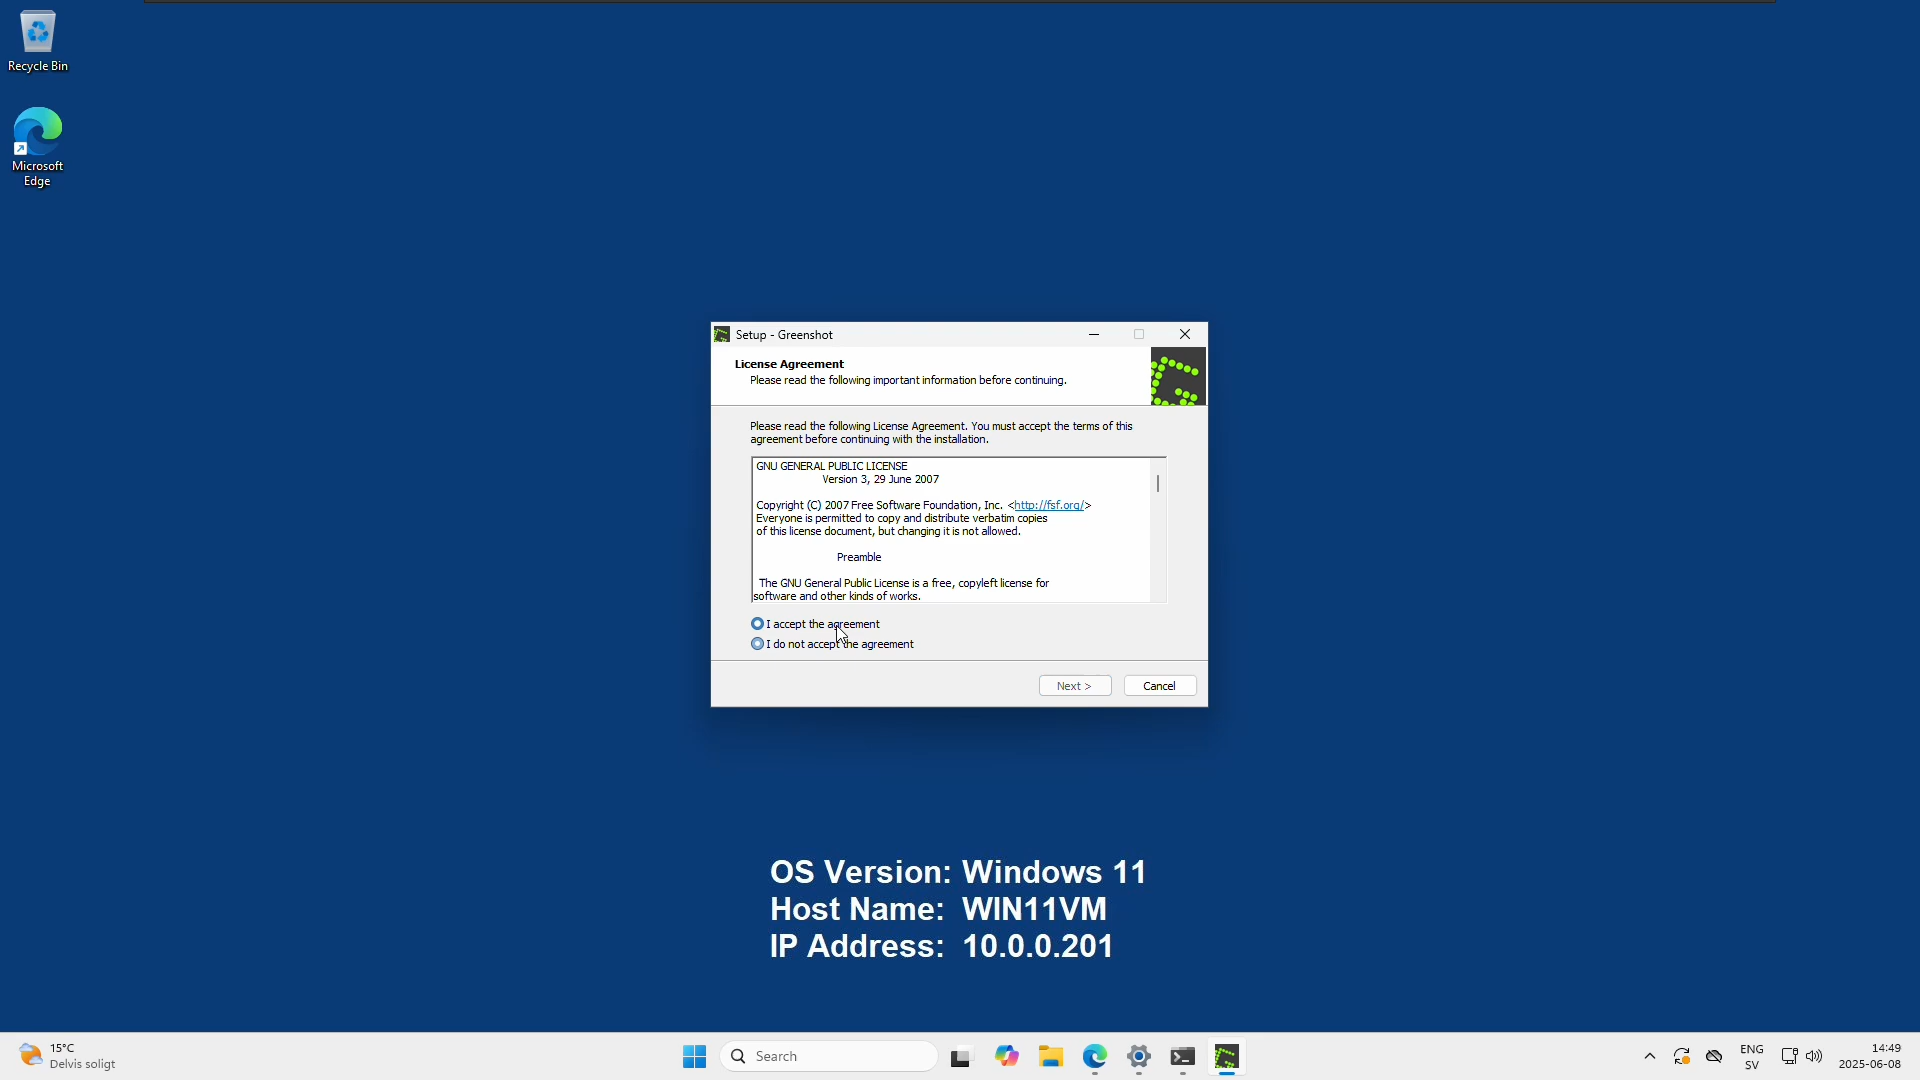 Recycle Bin
Microsoft
Edge
Setup - Greenshot
License Agreement
Please read the following important information before continuing.
Please read the following License Agreement. You must accept the terms of this
agreement before continuing with the installation.
GNU GENERAL PUBLIC LICENSE
Version 3, 29 June 2007
Copyright (C) 2007 Free Software Foundation, Inc. <http://fsf.org/>
Everyone is permitted to copy and distribute verbatim copies
of this license document, but changing it is not allowed.
Preamble
The GNU General Public License is a free, copyleft license for
software and other kinds of works.
I accept the agreement
I do not accept the agreement
Next >
Cancel
OS Version: Windows 11
Host Name: WIN11VM
IP Address: 10.0.0.201
15°C
Delvis soligt
Search
ENG
SV
14:49
2025-06-08